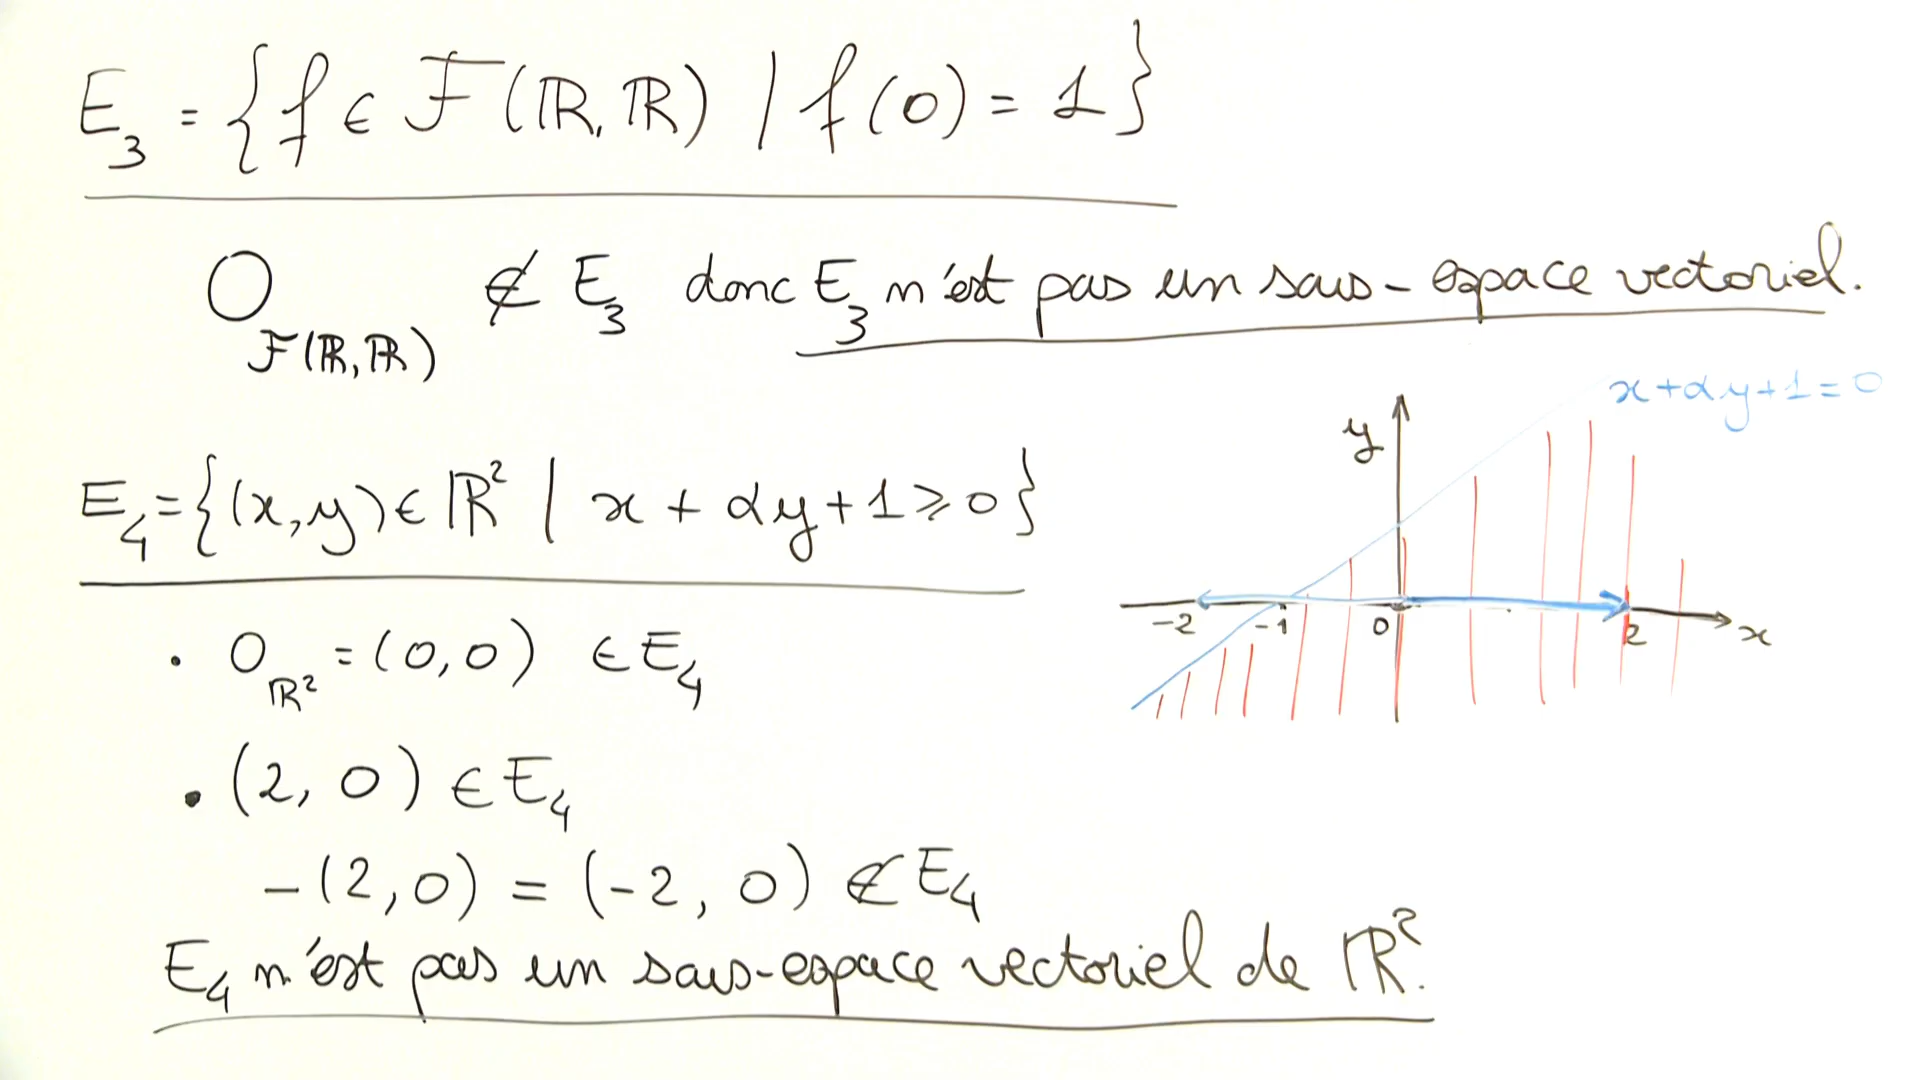 E₃ = {f ∈ F(ℝ, ℝ) / f(0) = 1}
0_F(ℝ,ℝ) ∉ E₃ donc E₃ n'est pas un sous-espace vectoriel.
x+αy+1=0
y
E₄={(x,y)∈ℝ² | x + αy+1⩾0}
-2 -1 0 2 x
• 0_ℝ² = (0,0) ∈ E₄
• (2, 0) ∈ E₄
-(2,0) = (-2, 0) ∉ E₄
E₄ n'est pas un sous-espace vectoriel de ℝ².